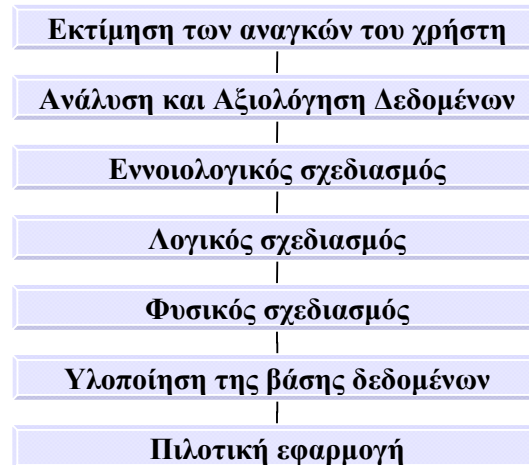 Εκτίμηση των αναγκών του χρήστη
Ανάλυση και Αξιολόγηση Δεδομένων
Εννοιολογικός σχεδιασμός
Λογικός σχεδιασμός
Φυσικός σχεδιασμός
Υλοποίηση της βάσης δεδομένων
Πιλοτική εφαρμογή